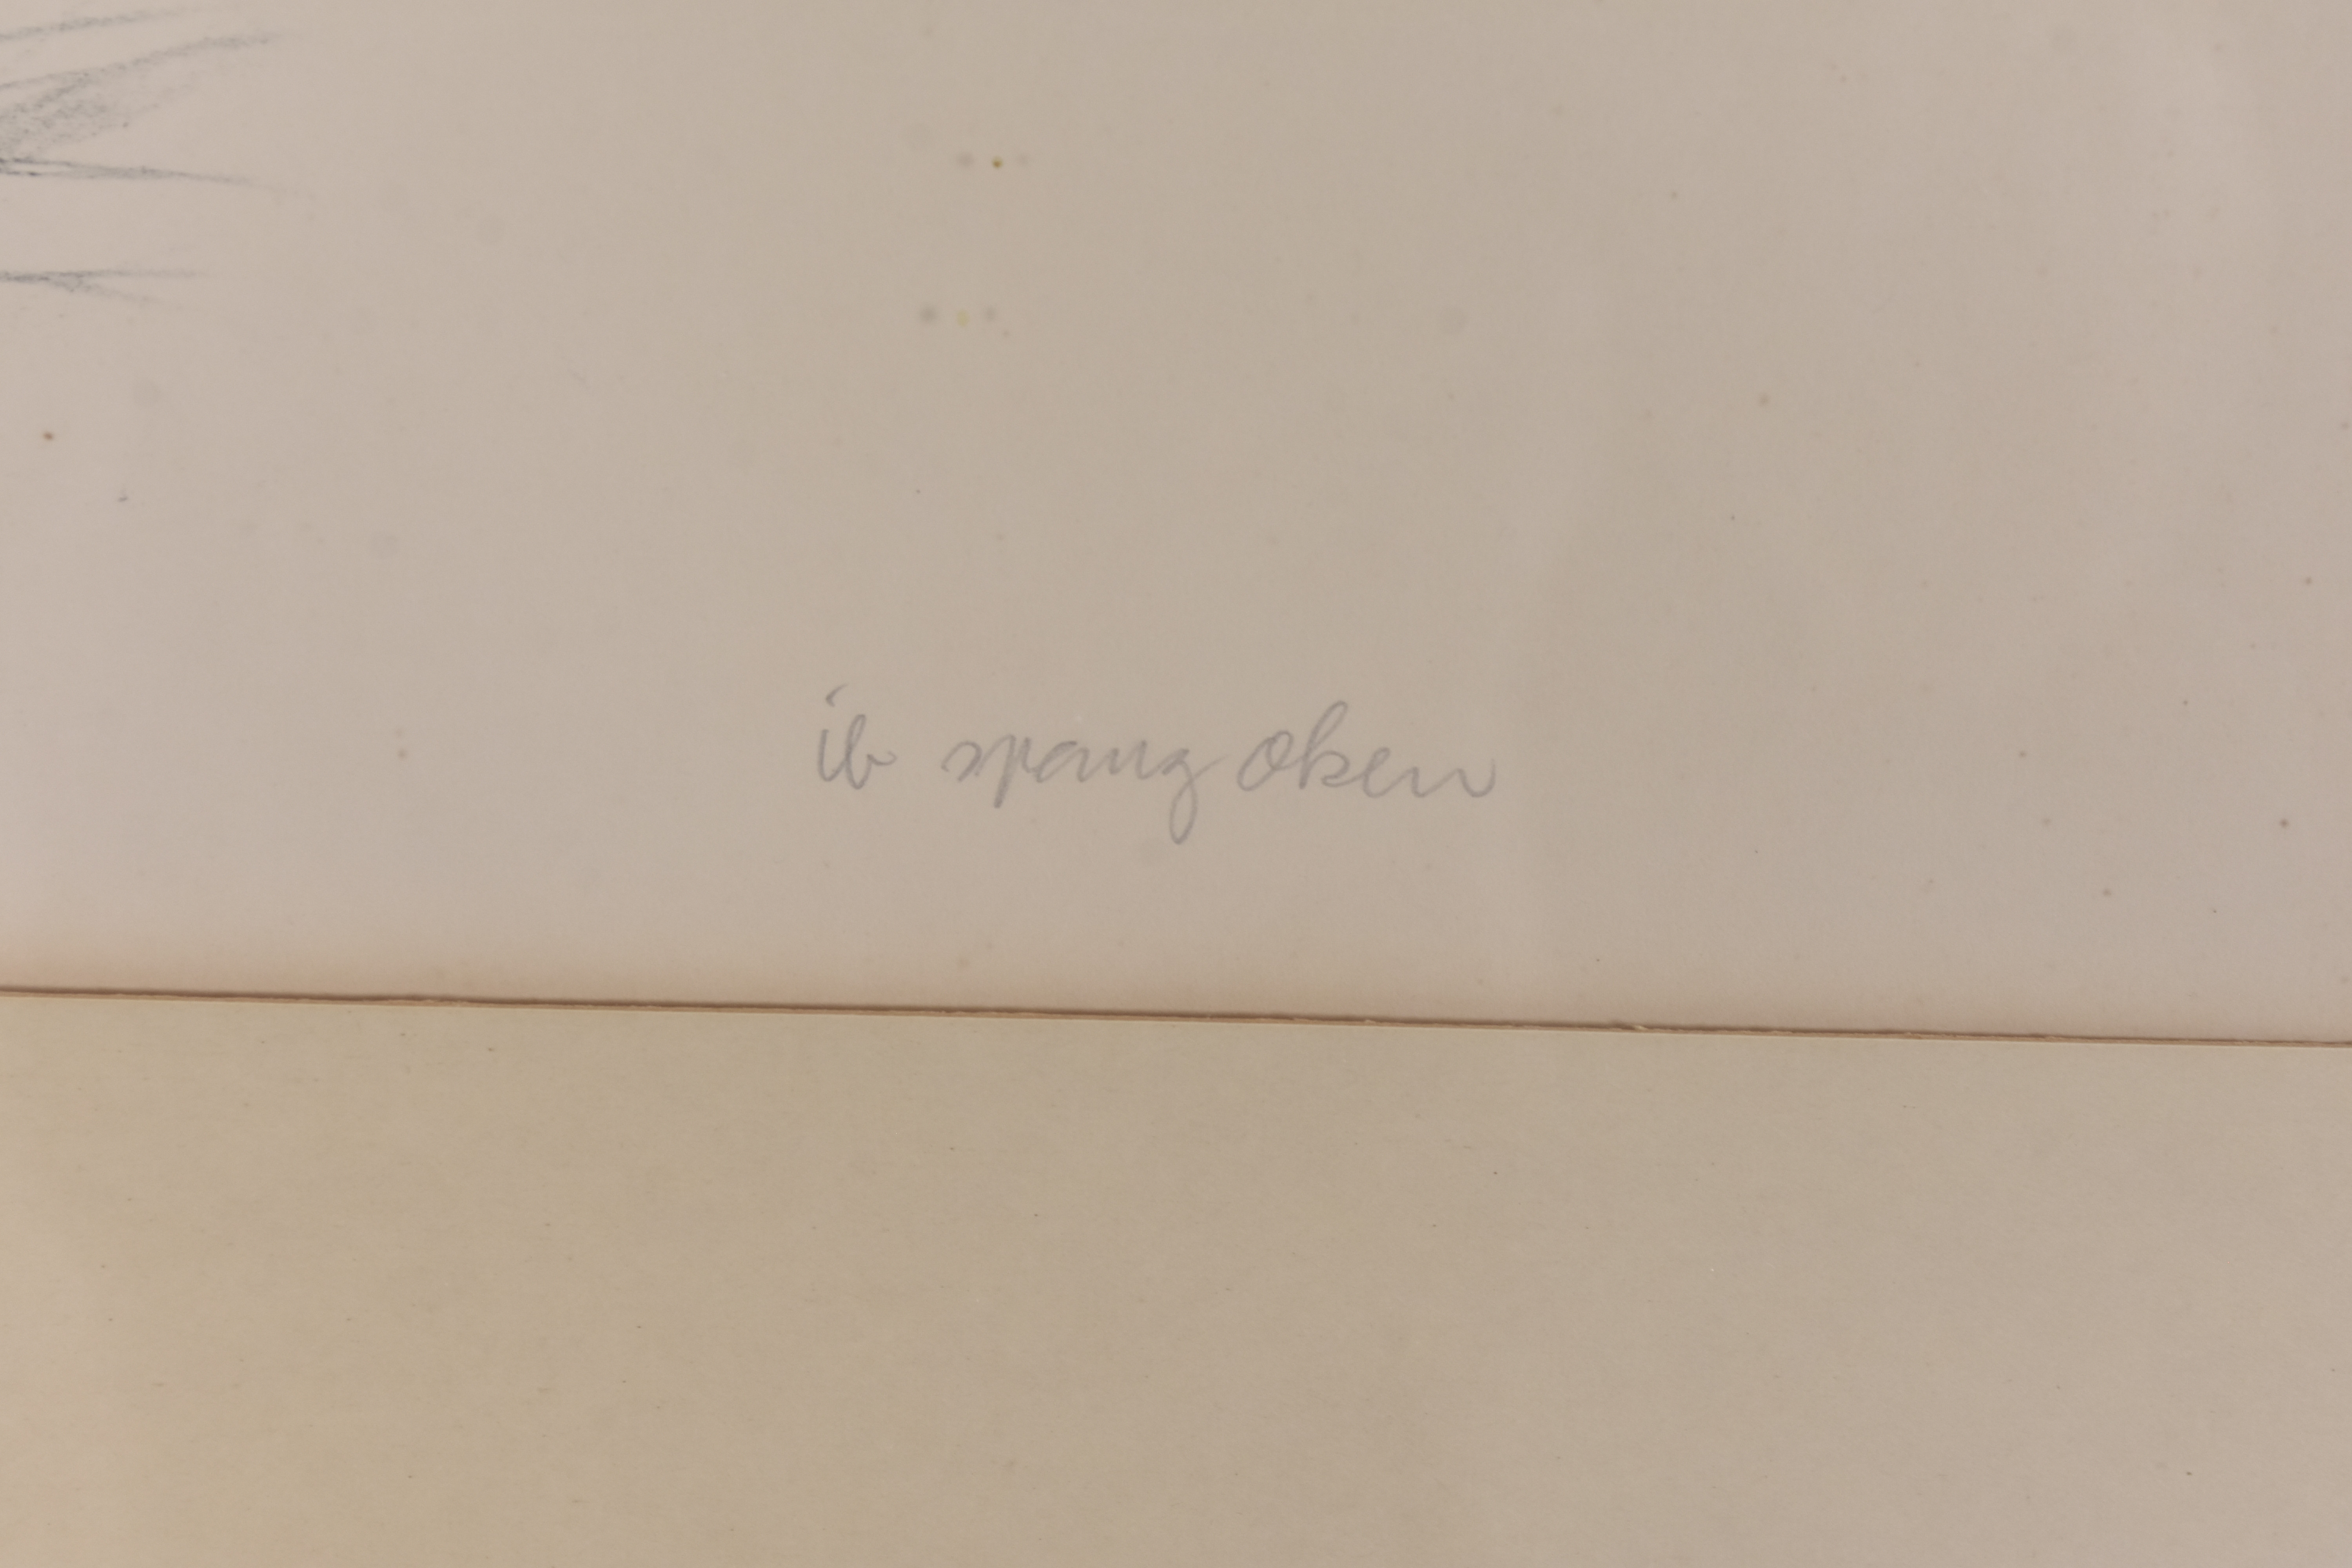 ib spang olsen